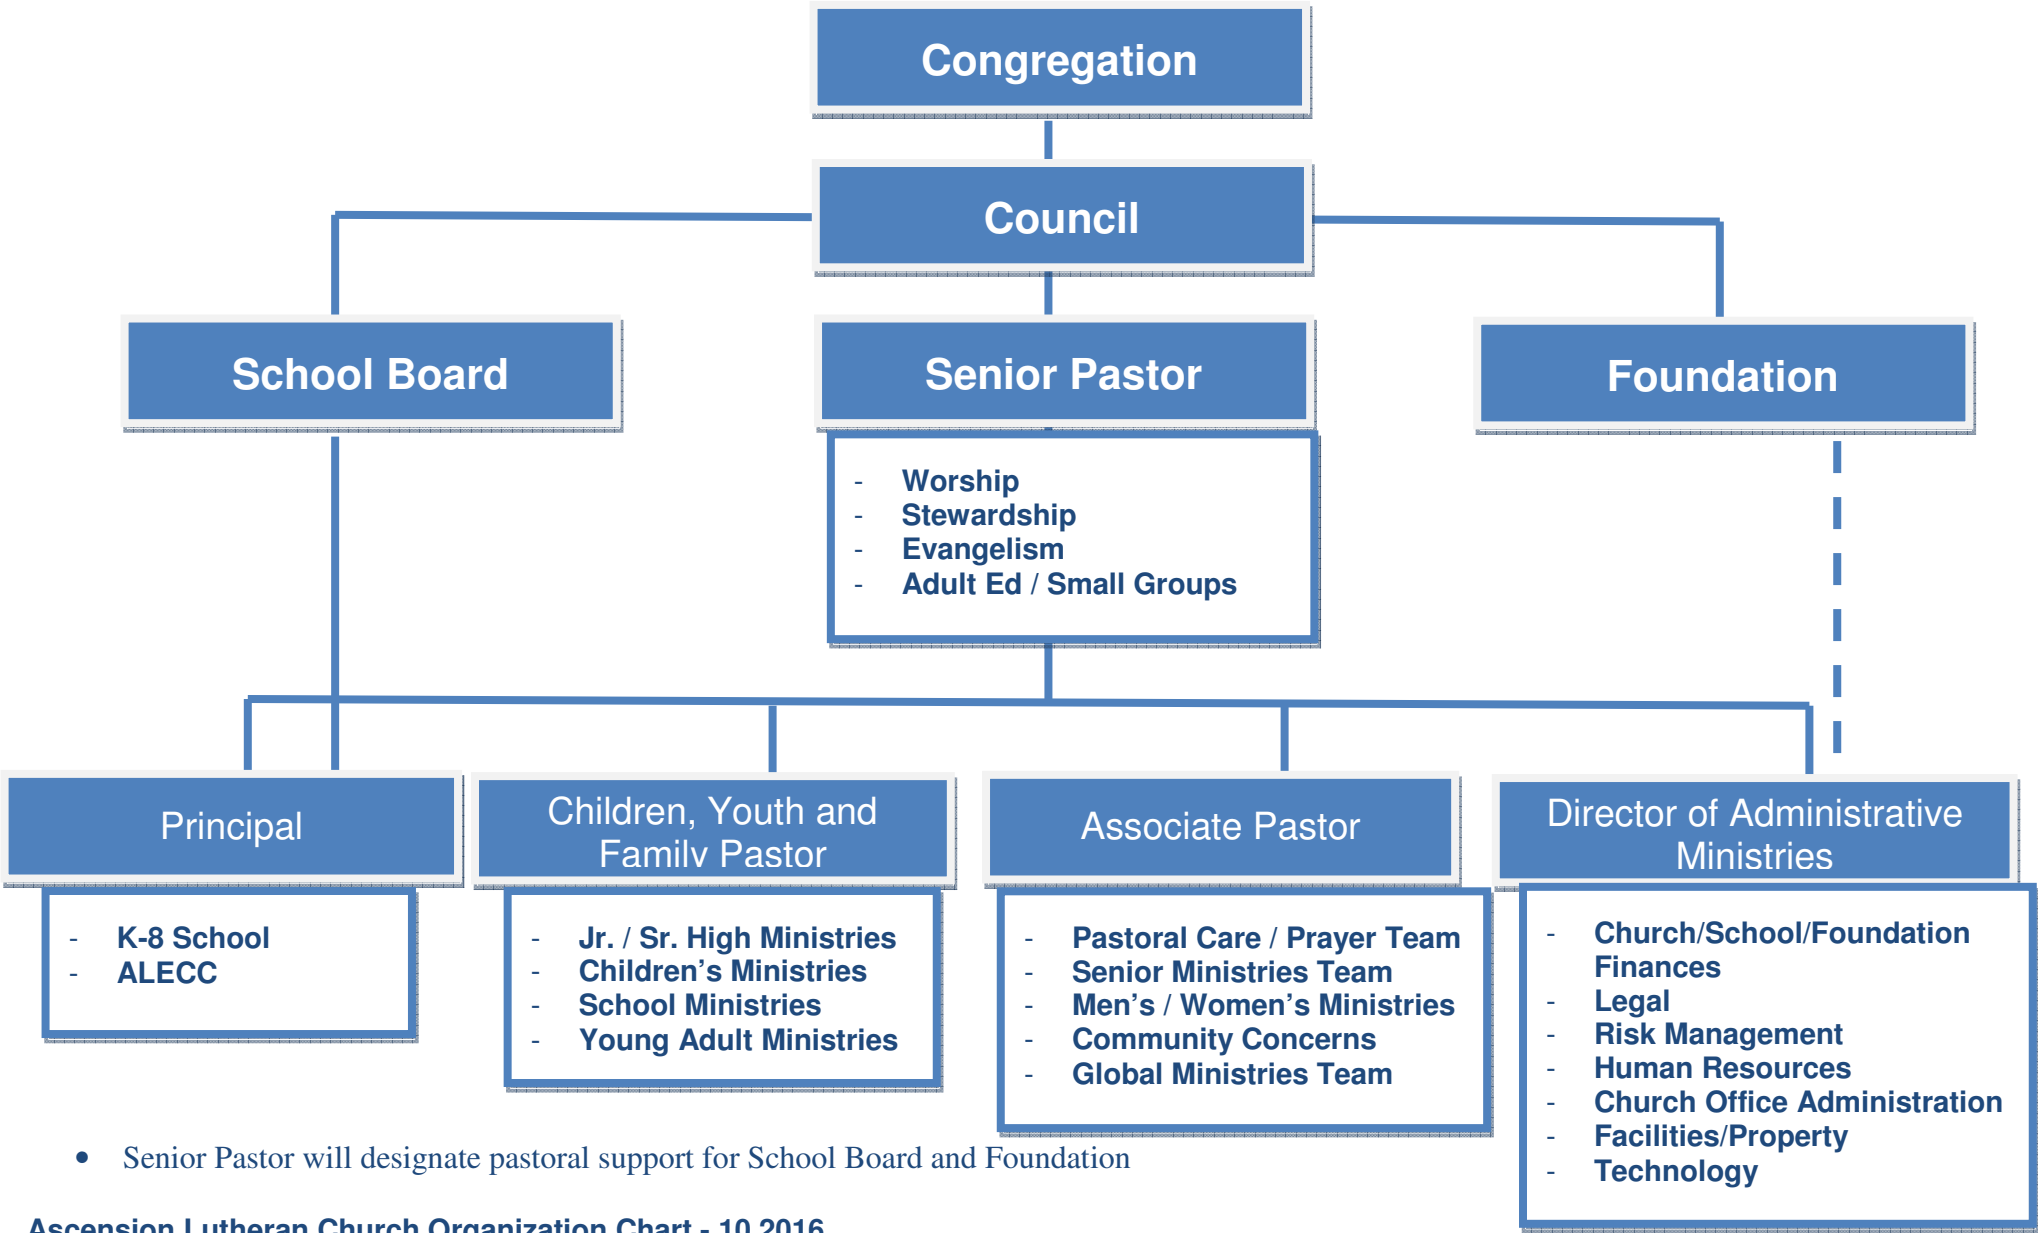 Congregation
Council
School Board
Senior Pastor
Foundation
- Worship
- Stewardship
- Evangelism
- Adult Ed / Small Groups
Principal
- K-8 School
- ALECC
Children, Youth and
Family Pastor
- Jr. / Sr. High Ministries
- Children's Ministries
- School Ministries
- Young Adult Ministries
Associate Pastor
- Pastoral Care / Prayer Team
- Senior Ministries Team
- Men's / Women's Ministries
- Community Concerns
- Global Ministries Team
Director of Administrative
Ministries
- Church/School/Foundation
Finances
- Legal
- Risk Management
- Human Resources
- Church Office Administration
- Facilities/Property
- Technology
• Senior Pastor will designate pastoral support for School Board and Foundation
Ascension Lutheran Church Organization Chart - 10 2016